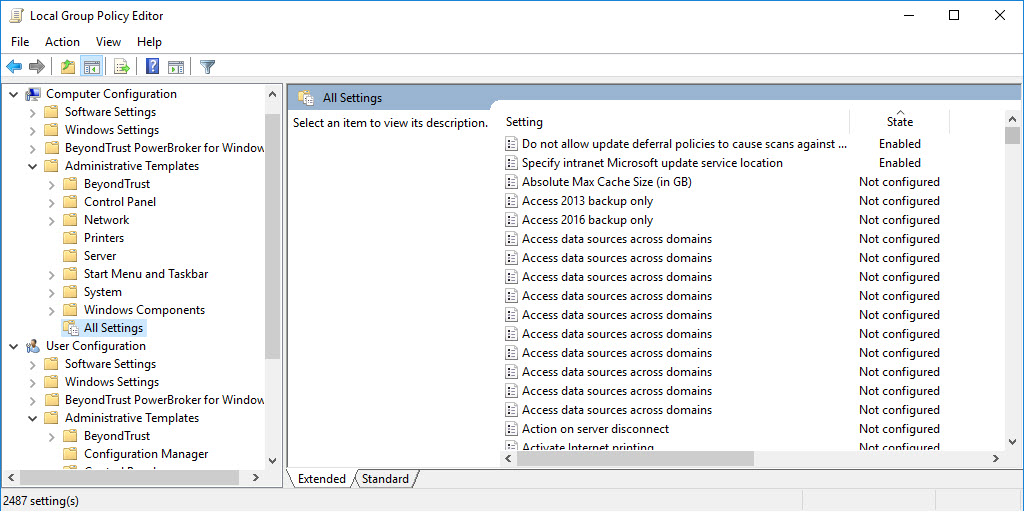 Local Group Policy Editor
File Action View Help
Computer Configuration
Software Settings
Windows Settings
BeyondTrust PowerBroker for Window
Administrative Templates
BeyondTrust
Control Panel
Network
Printers
Server
Start Menu and Taskbar
System
Windows Components
All Settings
User Configuration
Software Settings
Windows Settings
BeyondTrust PowerBroker for Window
Administrative Templates
BeyondTrust
Configuration Manager
Control Panel
All Settings
Select an item to view its description.
Setting State
Do not allow update deferral policies to cause scans against ... Enabled
Specify intranet Microsoft update service location Enabled
Absolute Max Cache Size (in GB) Not configured
Access 2013 backup only Not configured
Access 2016 backup only Not configured
Access data sources across domains Not configured
Access data sources across domains Not configured
Access data sources across domains Not configured
Access data sources across domains Not configured
Access data sources across domains Not configured
Access data sources across domains Not configured
Access data sources across domains Not configured
Access data sources across domains Not configured
Access data sources across domains Not configured
Access data sources across domains Not configured
Action on server disconnect Not configured
Activate Internet printing Not configured
Extended Standard
2487 setting(s)